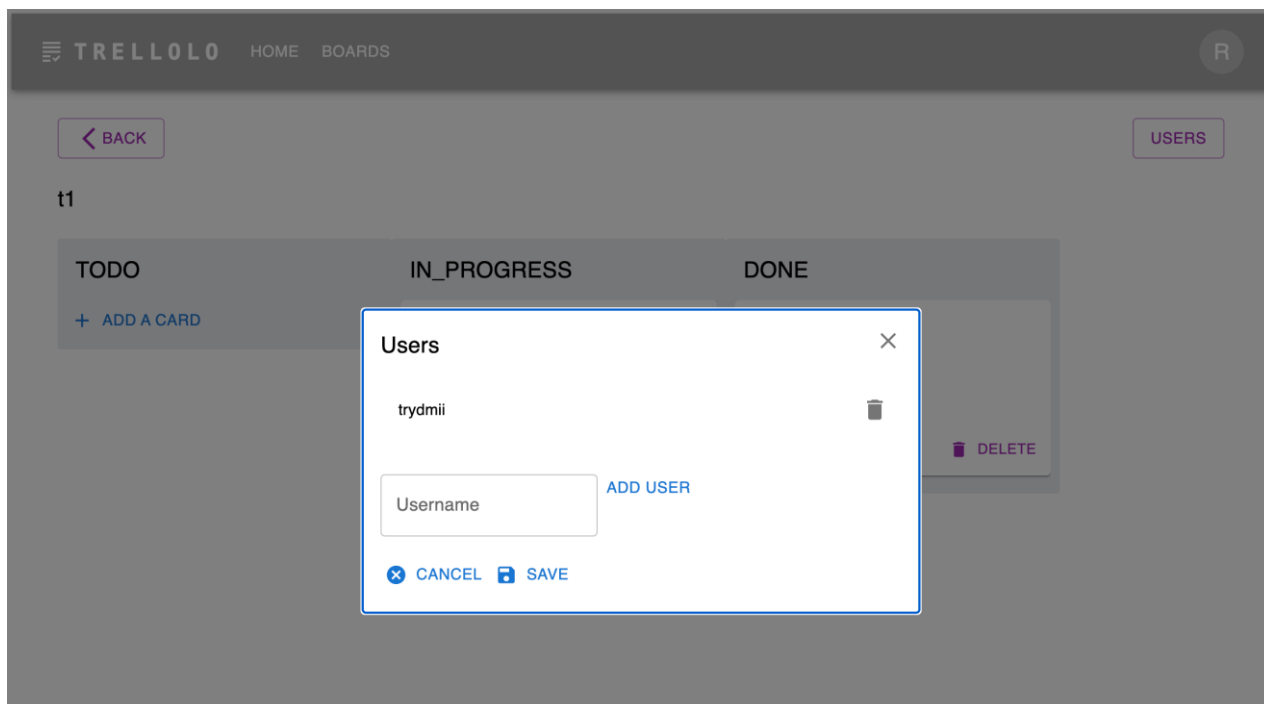 TRELLOLO HOME BOARDS R
BACK USERS
t1
TODO IN_PROGRESS DONE
+ ADD A CARD
Users
trydmii
DELETE
Username ADD USER
CANCEL SAVE